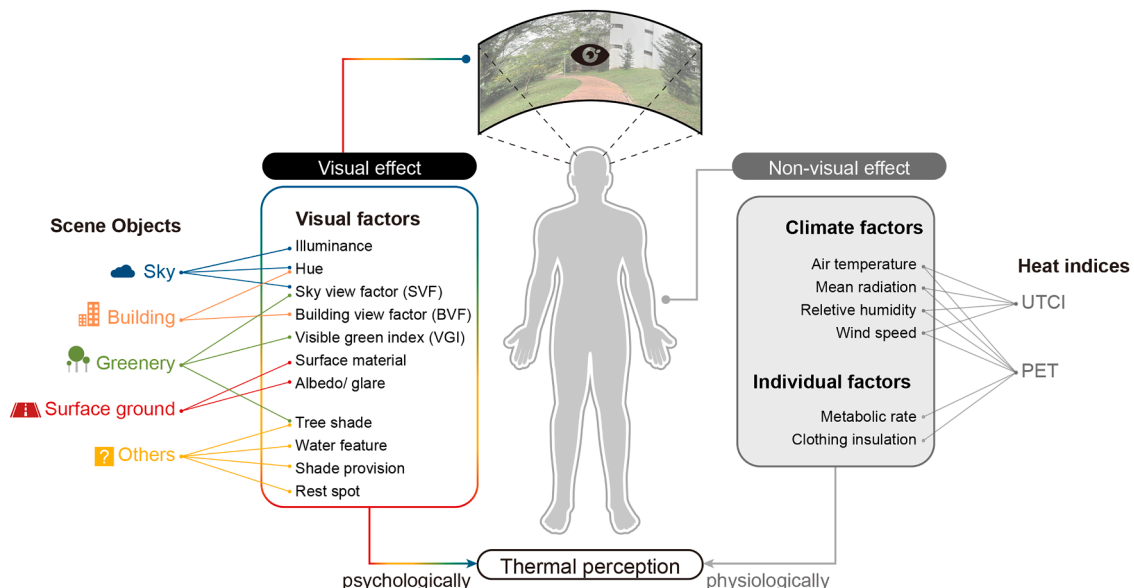 Visual effect
Non-visual effect
Scene Objects
Sky
Building
Greenery
Surface ground
? Others
Visual factors
Illuminance
Hue
Sky view factor (SVF)
Building view factor (BVF)
Visible green index (VGI)
Surface material
Albedo/ glare
Tree shade
Water feature
Shade provision
Rest spot
Climate factors
Air temperature
Mean radiation
Reletive humidity
Wind speed
Individual factors
Metabolic rate
Clothing insulation
Heat indices
UTCI
PET
psychologically
Thermal perception
physiologically